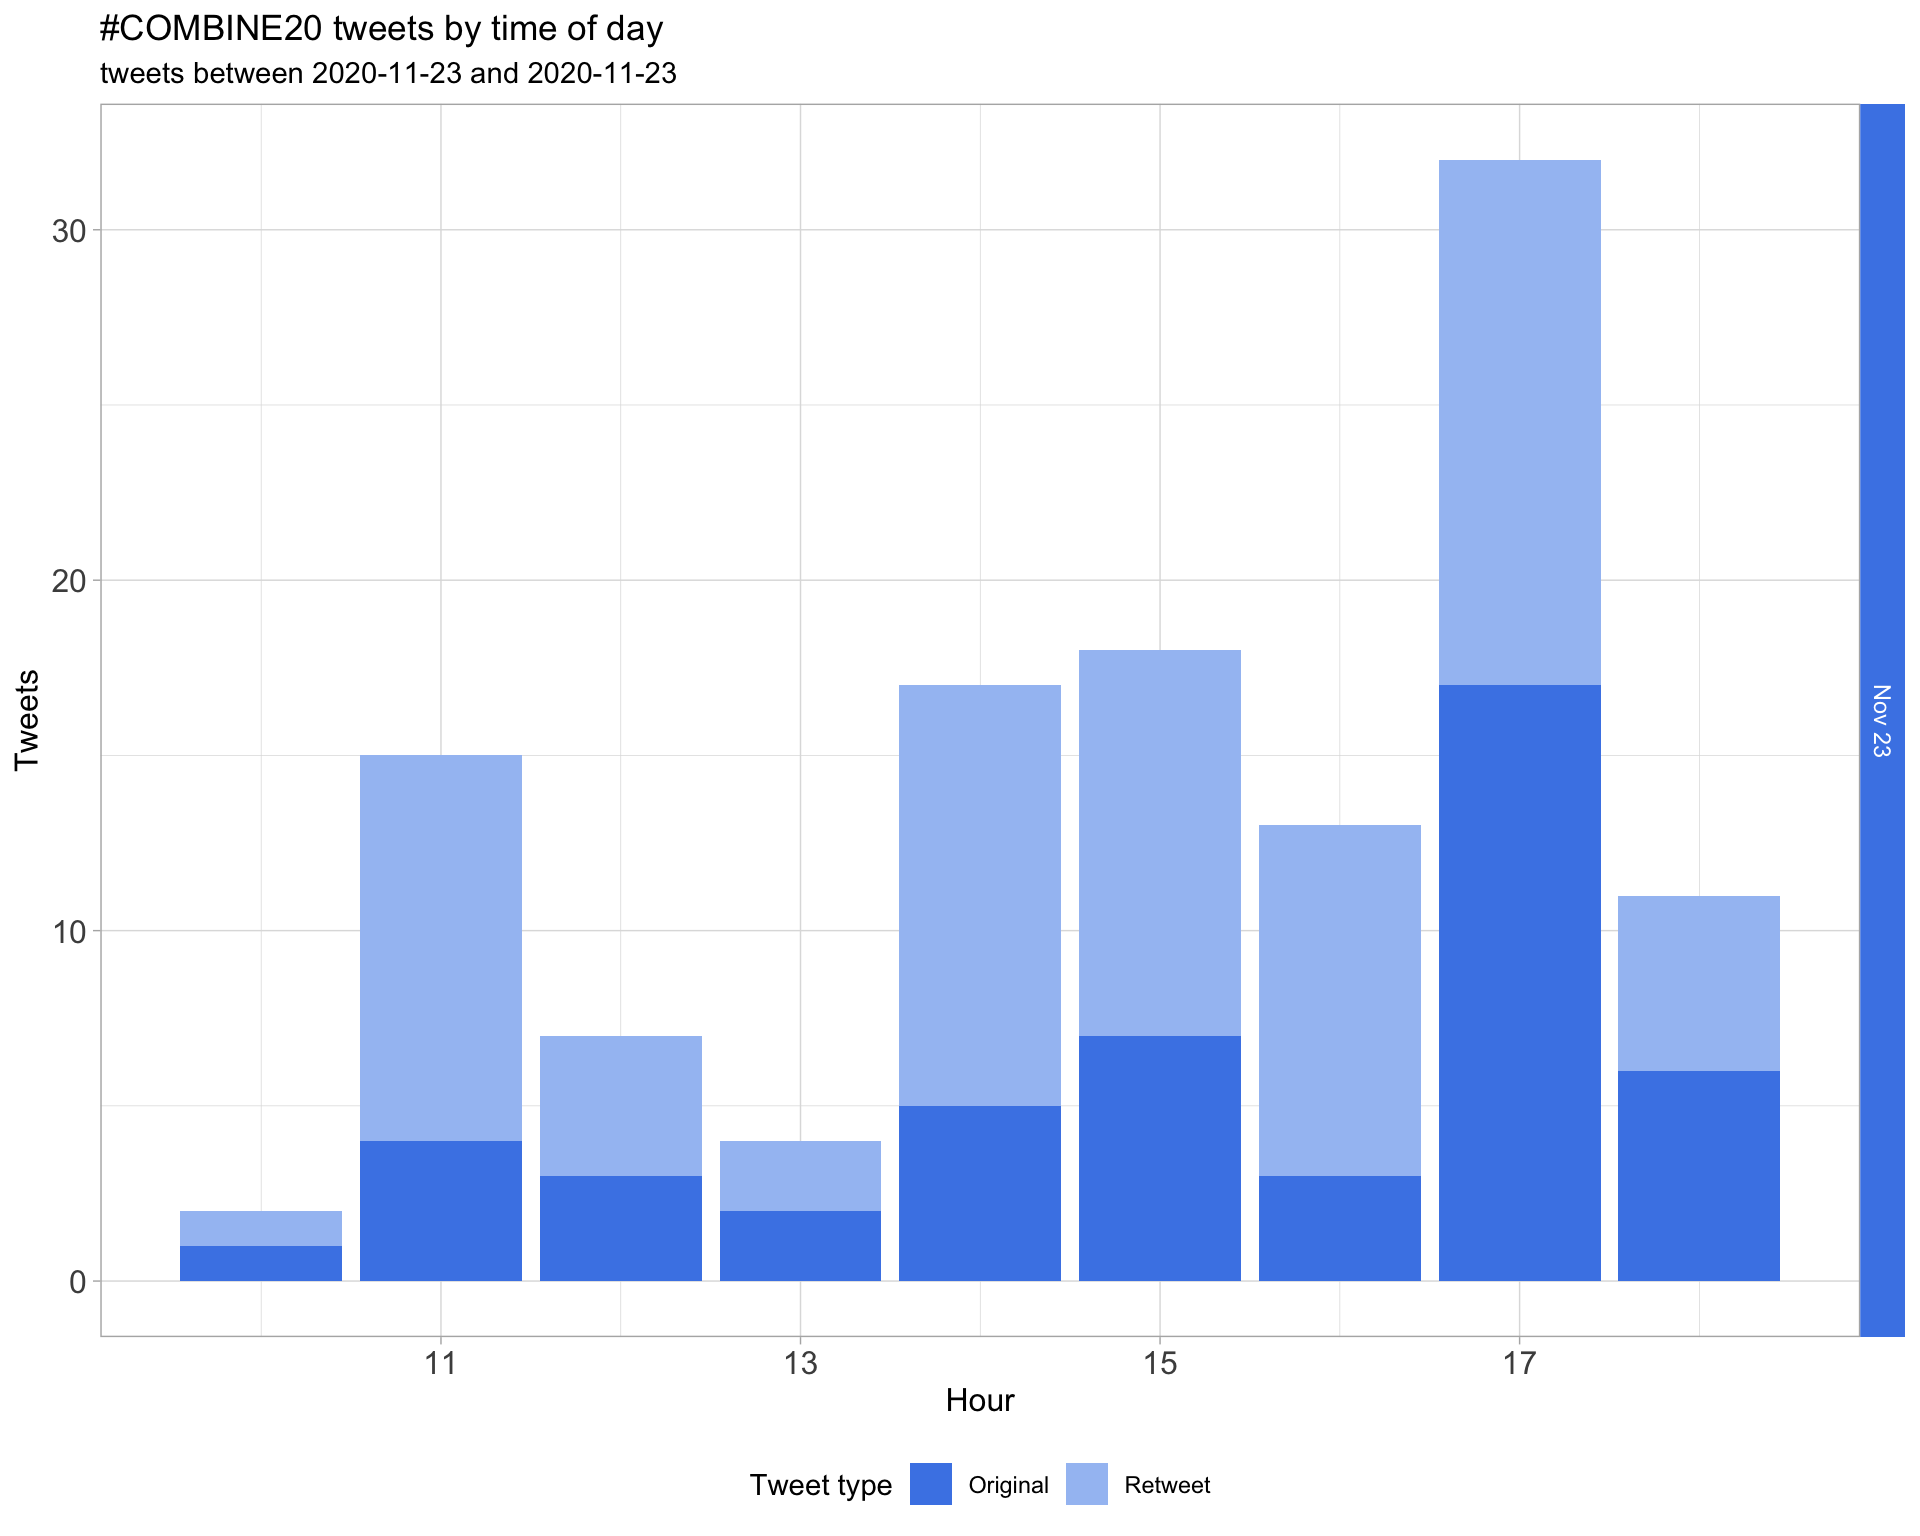 #COMBINE20 tweets by time of day
tweets between 2020-11-23 and 2020-11-23
30
20
10
0
Tweets
Nov 23
11 13 15 17
Hour
Tweet type Original Retweet